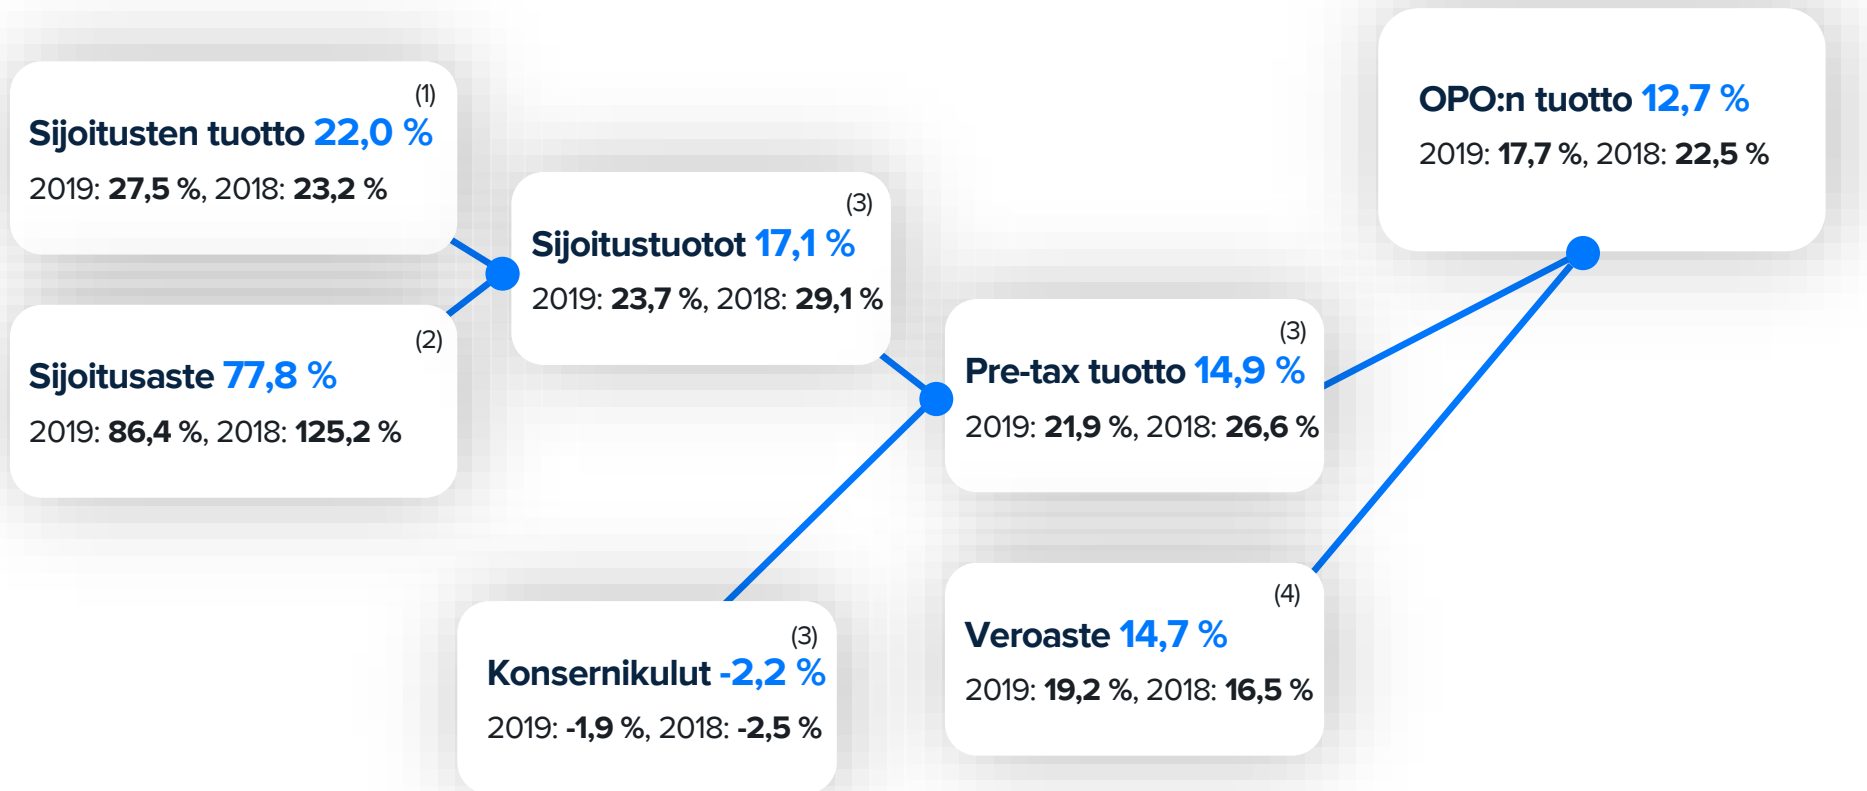 (1)
Sijoitusten tuotto 22,0 %
2019: 27,5 %, 2018: 23,2 %
(2)
Sijoitusaste 77,8 %
2019: 86,4 %, 2018: 125,2 %
(3)
Sijoitustuotot 17,1 %
2019: 23,7 %, 2018: 29,1 %
(3)
Konsernikulut -2,2 %
2019: -1,9 %, 2018: -2,5 %
(3)
Pre-tax tuotto 14,9 %
2019: 21,9 %, 2018: 26,6 %
(4)
Veroaste 14,7 %
2019: 19,2 %, 2018: 16,5 %
OPO:n tuotto 12,7 %
2019: 17,7 %, 2018: 22,5 %